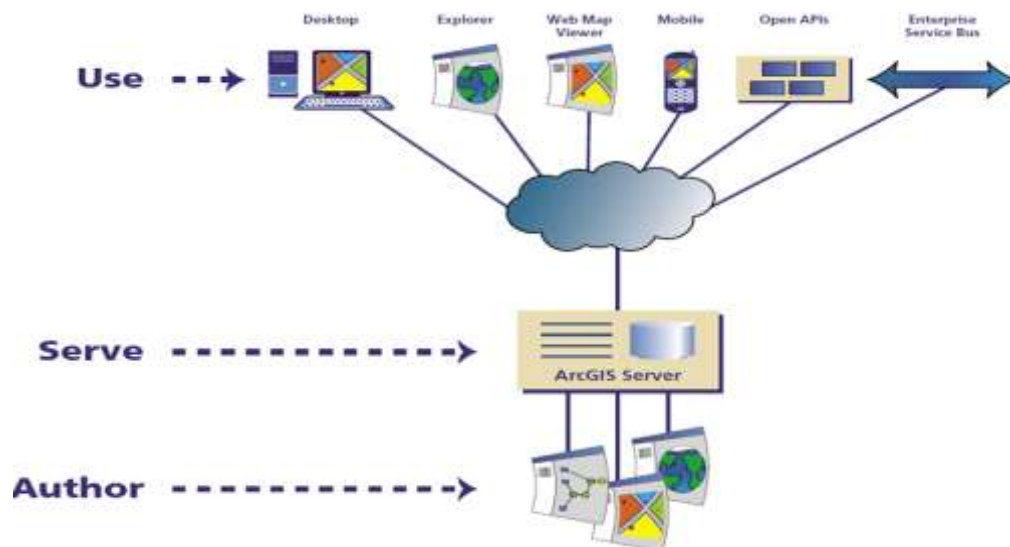 Desktop
Explorer
Web Map
Viewer
Mobile
Open APIs
Enterprise
Service Bus
Use
Serve
ArcGIS Server
Author